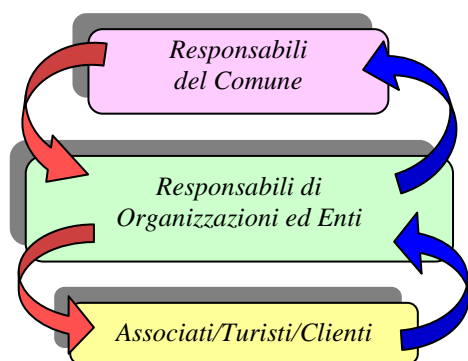 Responsabili
del Comune
Responsabili di
Organizzazioni ed Enti
Associati/Turisti/Clienti